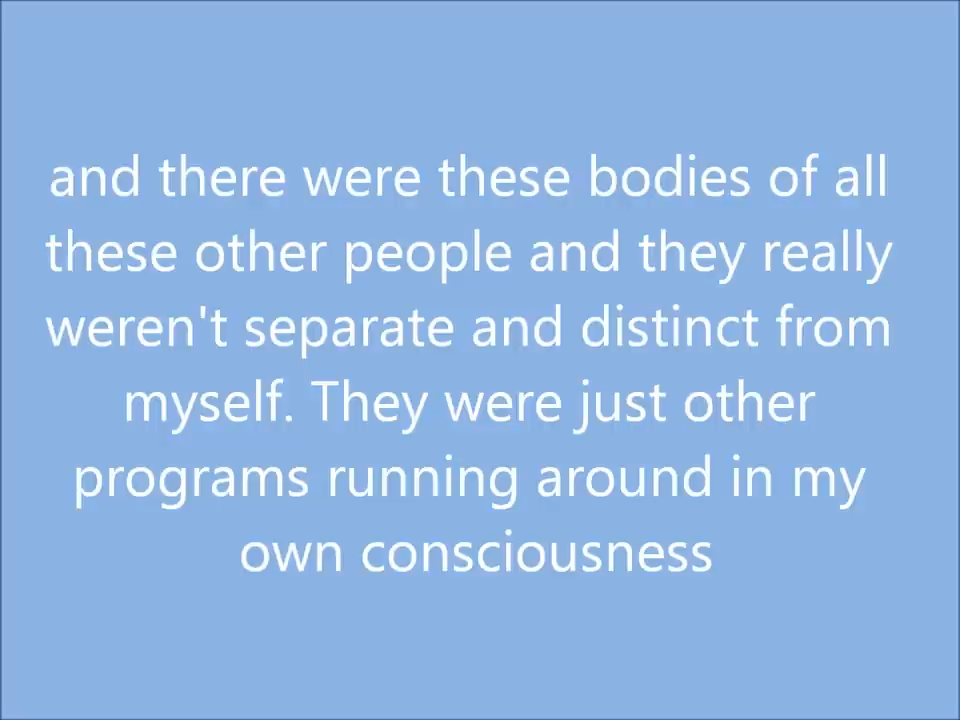 and there were these bodies of all
these other people and they really
weren't separate and distinct from
myself. They were just other
programs running around in my
own consciousness